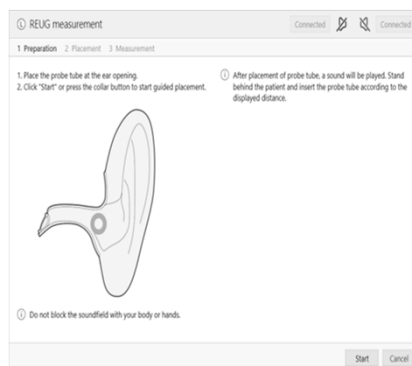 L REUG measurement
Connected
Connected
1 Preparation 2 Placement 3 Measurement
1. Place the probe tube at the ear opening.
2. Click "Start" or press the collar button to start guided placement.
After placement of probe tube, a sound will be played. Stand
behind the patient and insert the probe tube according to the
displayed distance.
Do not block the soundfield with your body or hands.
Start Cancel